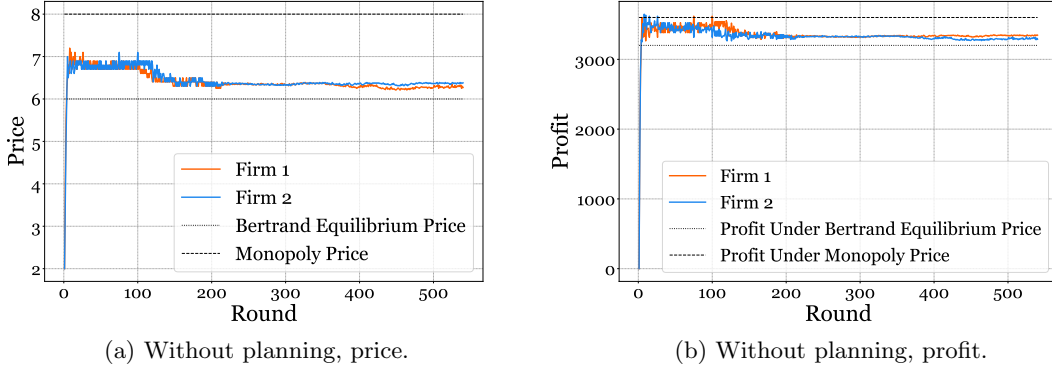 8
7
6
5
4
3
2
Price
Firm 1
Firm 2
Bertrand Equilibrium Price
Monopoly Price
0 100 200 300 400 500
Round
(a) Without planning, price.
3000
2000
1000
0
Profit
Firm 1
Firm 2
Profit Under Bertrand Equilibrium Price
Profit Under Monopoly Price
0 100 200 300 400 500
Round
(b) Without planning, profit.